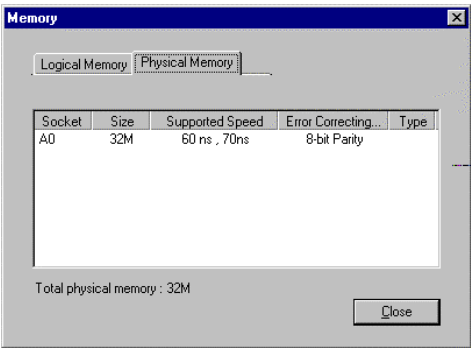 Memory
Logical Memory Physical Memory
Socket Size Supported Speed Error Correcting... Type
A0 32M 60 ns , 70ns 8-bit Parity
Total physical memory : 32M
Close